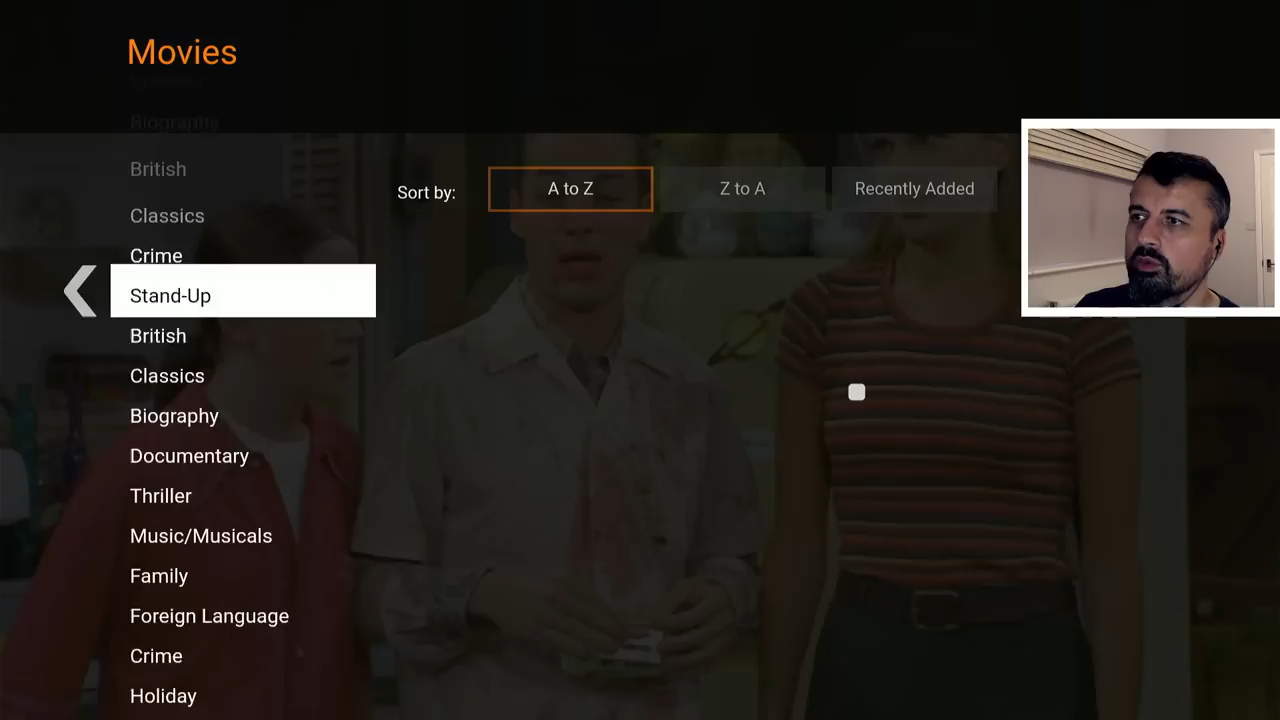 Movies
Biography
British
Classics
Crime
Stand-Up
British
Classics
Biography
Documentary
Thriller
Music/Musicals
Family
Foreign Language
Crime
Holiday
Sort by:
A to Z
Z to A
Recently Added